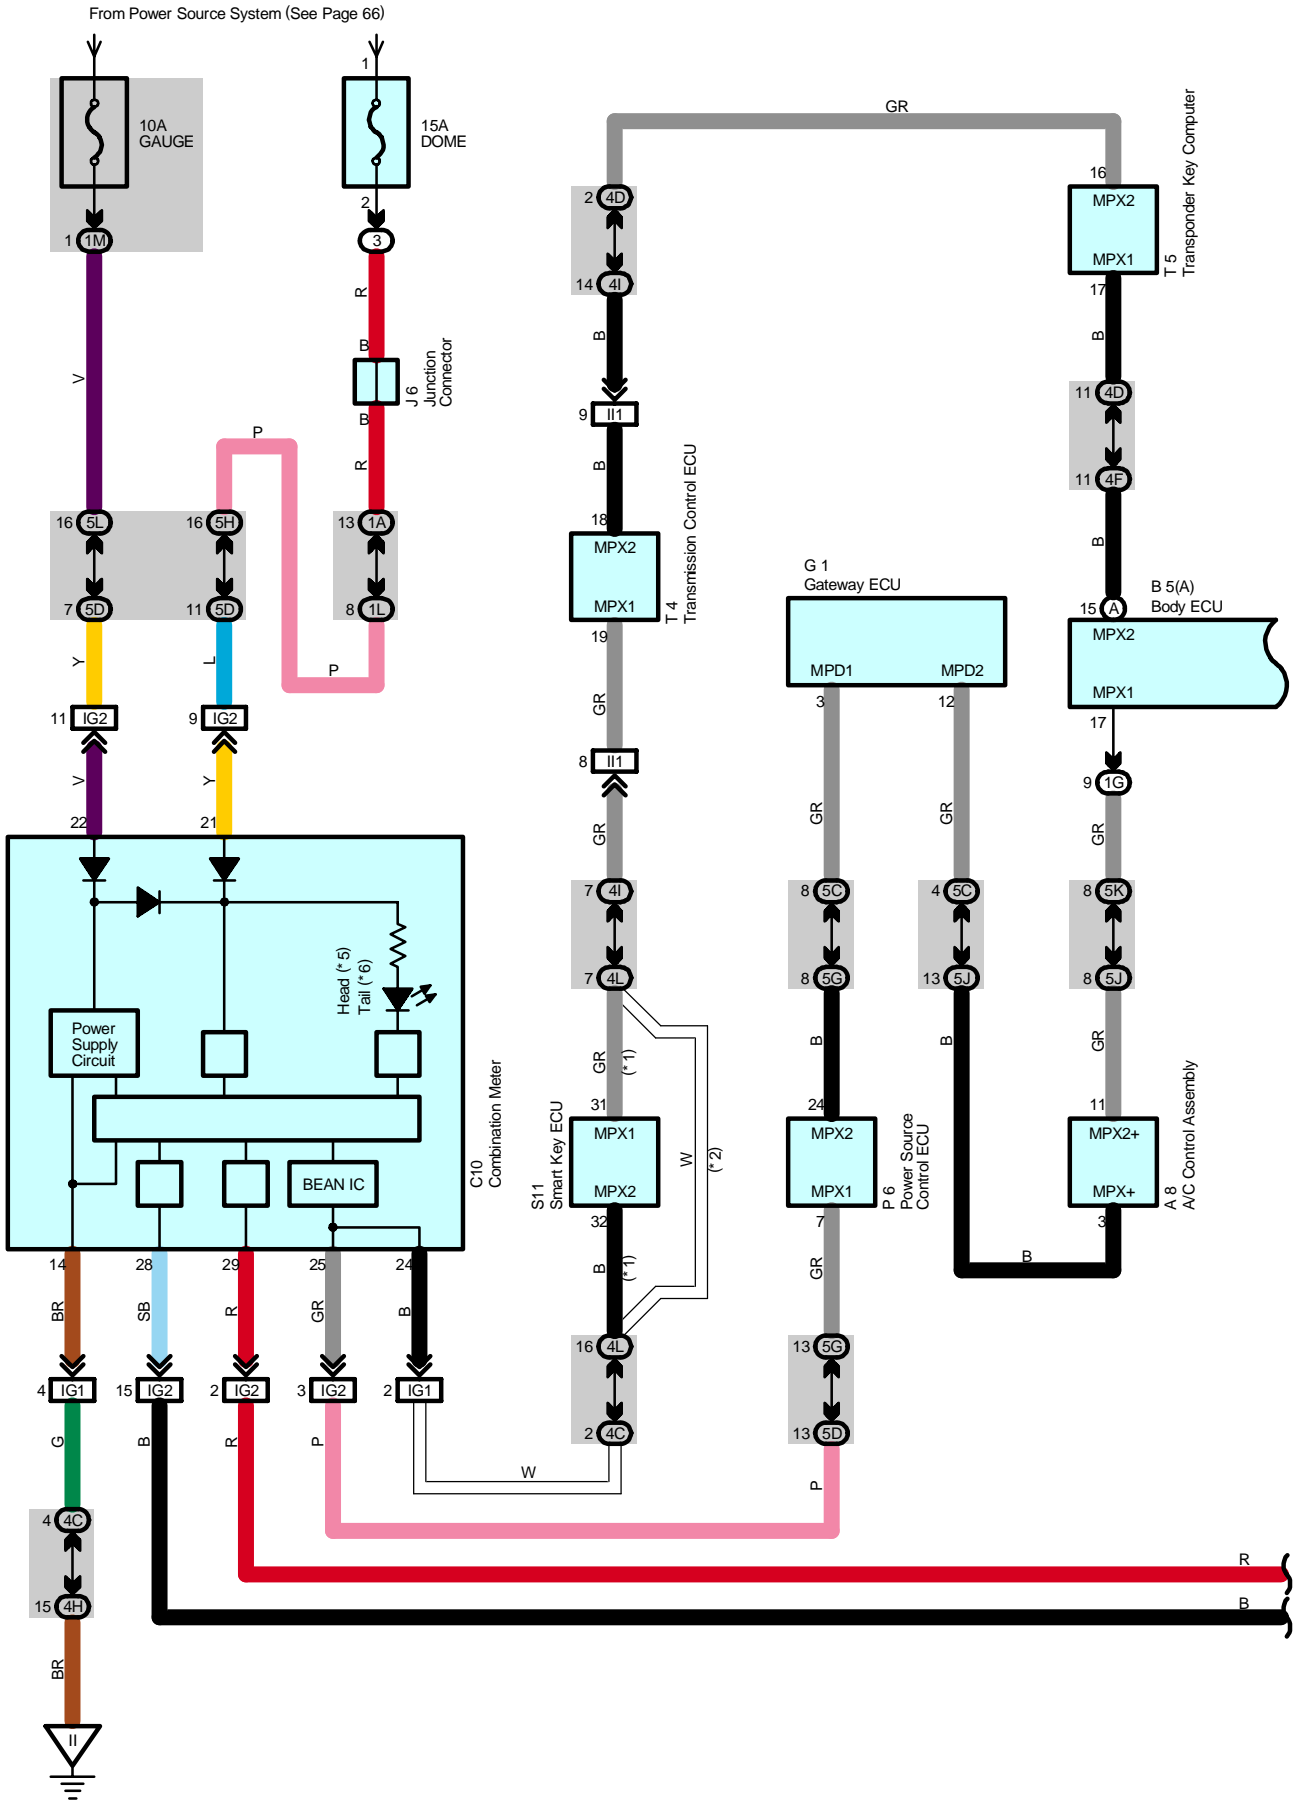 From Power Source System (See Page 66)
10A
GAUGE
1
15A
DOME
2
1 1M
3
R
V
B
J 6
Junction
Connector
B
R
P
16 5L
16 5H
13 1A
7 5D
11 5D
8 1L
Y
L
P
11 IG2
9 IG2
V
Y
22
21
Head (*5)
Tail (*6)
Power
Supply
Circuit
BEAN IC
C10
Combination Meter
14
28
29
25
24
BR
SB
R
GR
B
4 IG1
15 IG2
2 IG2
3 IG2
2 IG1
G
B
R
P
W
4 4C
15 4H
BR
II
GR
2 4D
14 4I
B
9 II1
B
18
MPX2
MPX1
T 4
Transmission Control ECU
19
GR
8 II1
GR
7 4I
7 4L
GR
(*1)
31
MPX1
MPX2
S11
Smart Key ECU
32
B
(*1)
W
(*2)
16 4L
2 4C
G 1
Gateway ECU
MPD1
MPD2
3
12
GR
GR
8 5C
4 5C
8 5G
13 5J
B
B
24
MPX2
MPX1
P 6
Power Source
Control ECU
7
GR
13 5G
13 5D
P
16
MPX2
MPX1
T 5
Transponder Key Computer
17
B
11 4D
11 4F
B
15 A
B 5(A)
Body ECU
MPX2
MPX1
17
9 1G
GR
8 5K
8 5J
GR
11
MPX2+
MPX+
A 8
A/C Control Assembly
3
B
R
B